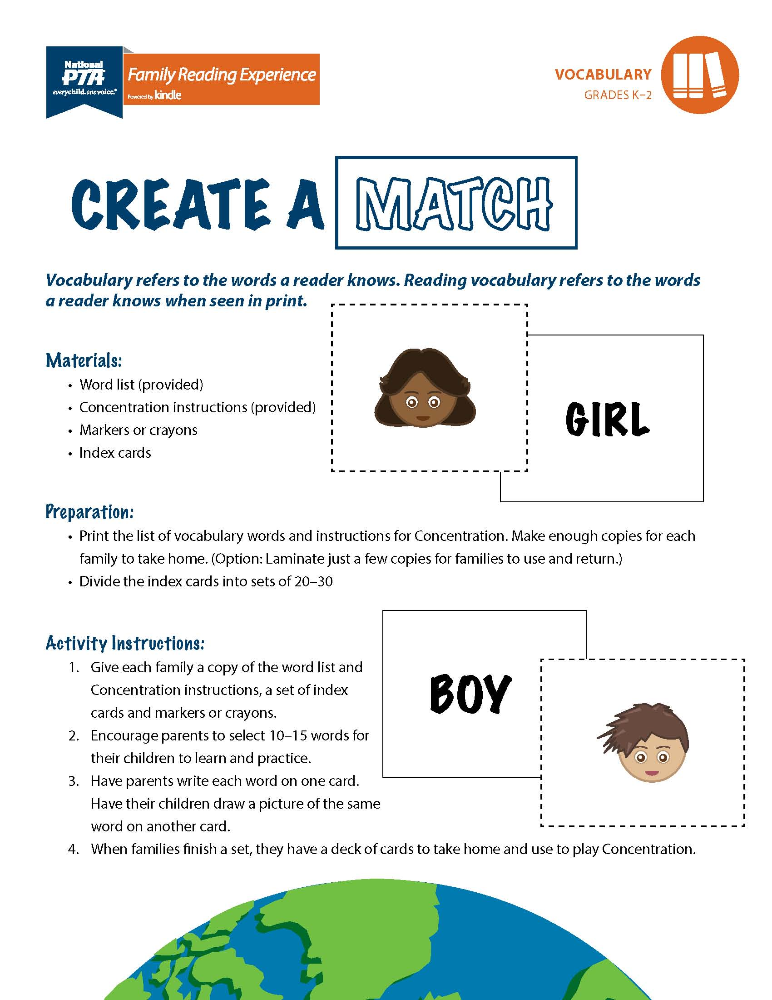 National
PTA
everychild.onevoice.®
Family Reading Experience
Powered by kindle
VOCABULARY
GRADES K–2
CREATE A MATCH
Vocabulary refers to the words a reader knows. Reading vocabulary refers to the words
a reader knows when seen in print.
Materials:
• Word list (provided)
• Concentration instructions (provided)
• Markers or crayons
• Index cards
GIRL
Preparation:
• Print the list of vocabulary words and instructions for Concentration. Make enough copies for each
family to take home. (Option: Laminate just a few copies for families to use and return.)
• Divide the index cards into sets of 20–30
Activity Instructions:
1. Give each family a copy of the word list and
Concentration instructions, a set of index
cards and markers or crayons.
2. Encourage parents to select 10–15 words for
their children to learn and practice.
3. Have parents write each word on one card.
Have their children draw a picture of the same
word on another card.
4. When families finish a set, they have a deck of cards to take home and use to play Concentration.
BOY